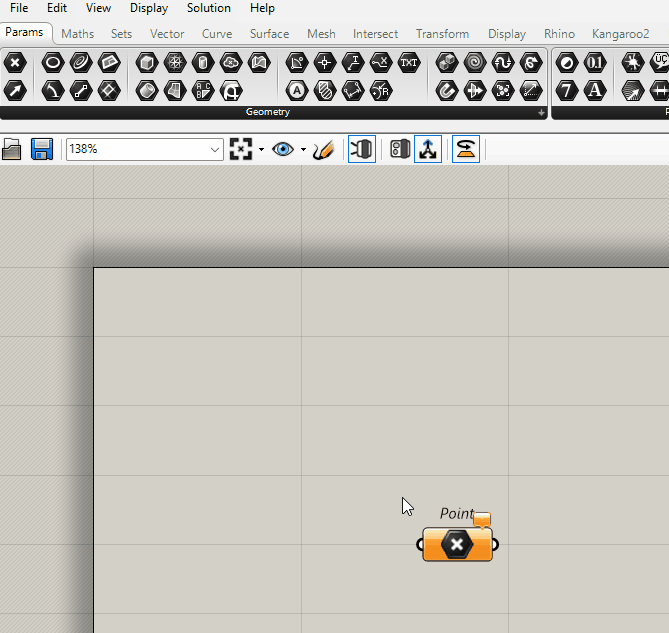 File Edit View Display Solution Help
Params Maths Sets Vector Curve Surface Mesh Intersect Transform Display Rhino Kangaroo2
TXT
0.1
A
ABC
7 A
Geometry
138%
Point